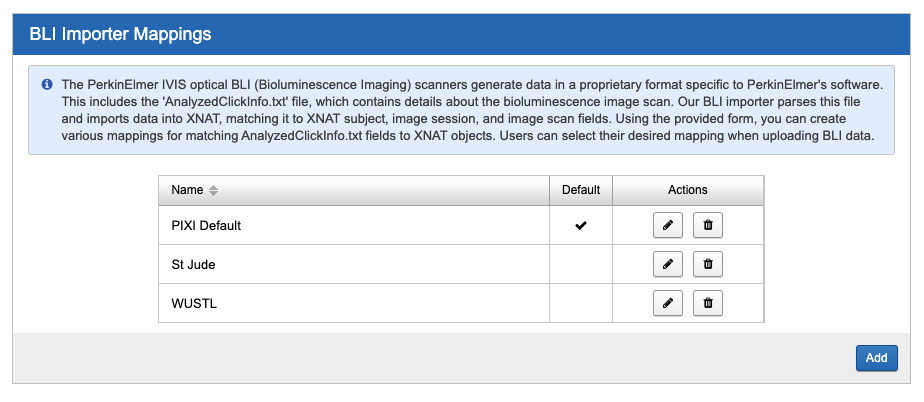 BLI Importer Mappings
The PerkinElmer IVIS optical BLI (Bioluminescence Imaging) scanners generate data in a proprietary format specific to PerkinElmer's software.
This includes the 'AnalyzedClickInfo.txt' file, which contains details about the bioluminescence image scan. Our BLI importer parses this file
and imports data into XNAT, matching it to XNAT subject, image session, and image scan fields. Using the provided form, you can create
various mappings for matching AnalyzedClickInfo.txt fields to XNAT objects. Users can select their desired mapping when uploading BLI data.
Name Default Actions
PIXI Default
St Jude
WUSTL
Add